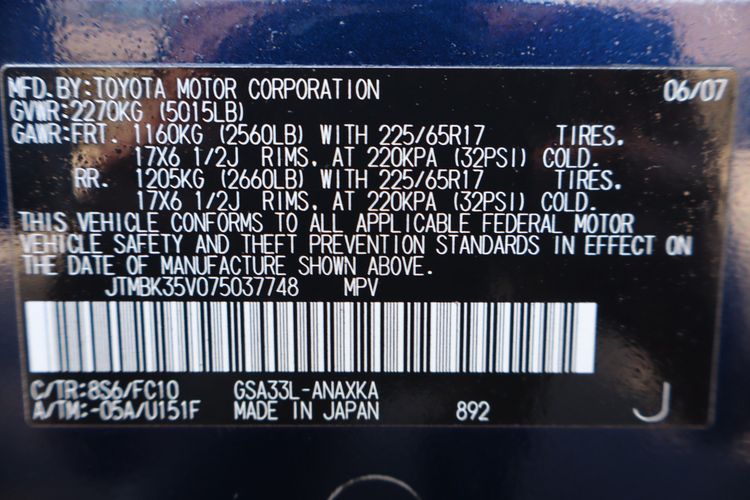 MFD.BY:TOYOTA MOTOR CORPORATION 06/07
GVWR:2270KG (5015LB)
GAWR:FRT. 1160KG (2560LB) WITH 225/65R17 TIRES,
17X6 1/2J RIMS, AT 220KPA (32PSI) COLD.
RR. 1205KG (2660LB) WITH 225/65R17 TIRES,
17X6 1/2J RIMS, AT 220KPA (32PSI) COLD.
THIS VEHICLE CONFORMS TO ALL APPLICABLE FEDERAL MOTOR
VEHICLE SAFETY AND THEFT PREVENTION STANDARDS IN EFFECT ON
THE DATE OF MANUFACTURE SHOWN ABOVE.
JTMBK35V075037748 MPV
C/TR:8S6/FC10 GSA33L-ANAXKA
A/TM:-05A/U151F MADE IN JAPAN 892 J